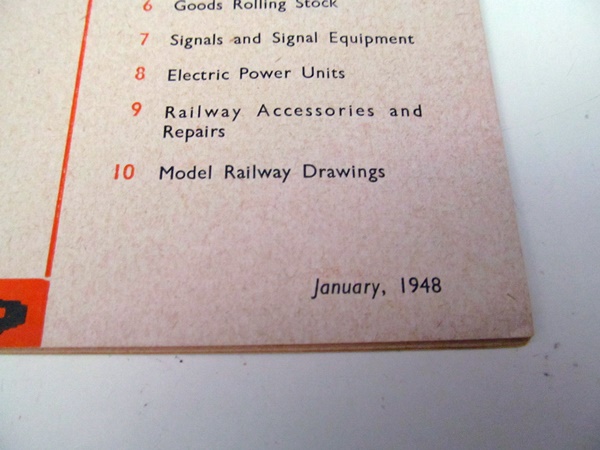 6 Goods Rolling Stock
7 Signals and Signal Equipment
8 Electric Power Units
9 Railway Accessories and
Repairs
10 Model Railway Drawings
January, 1948